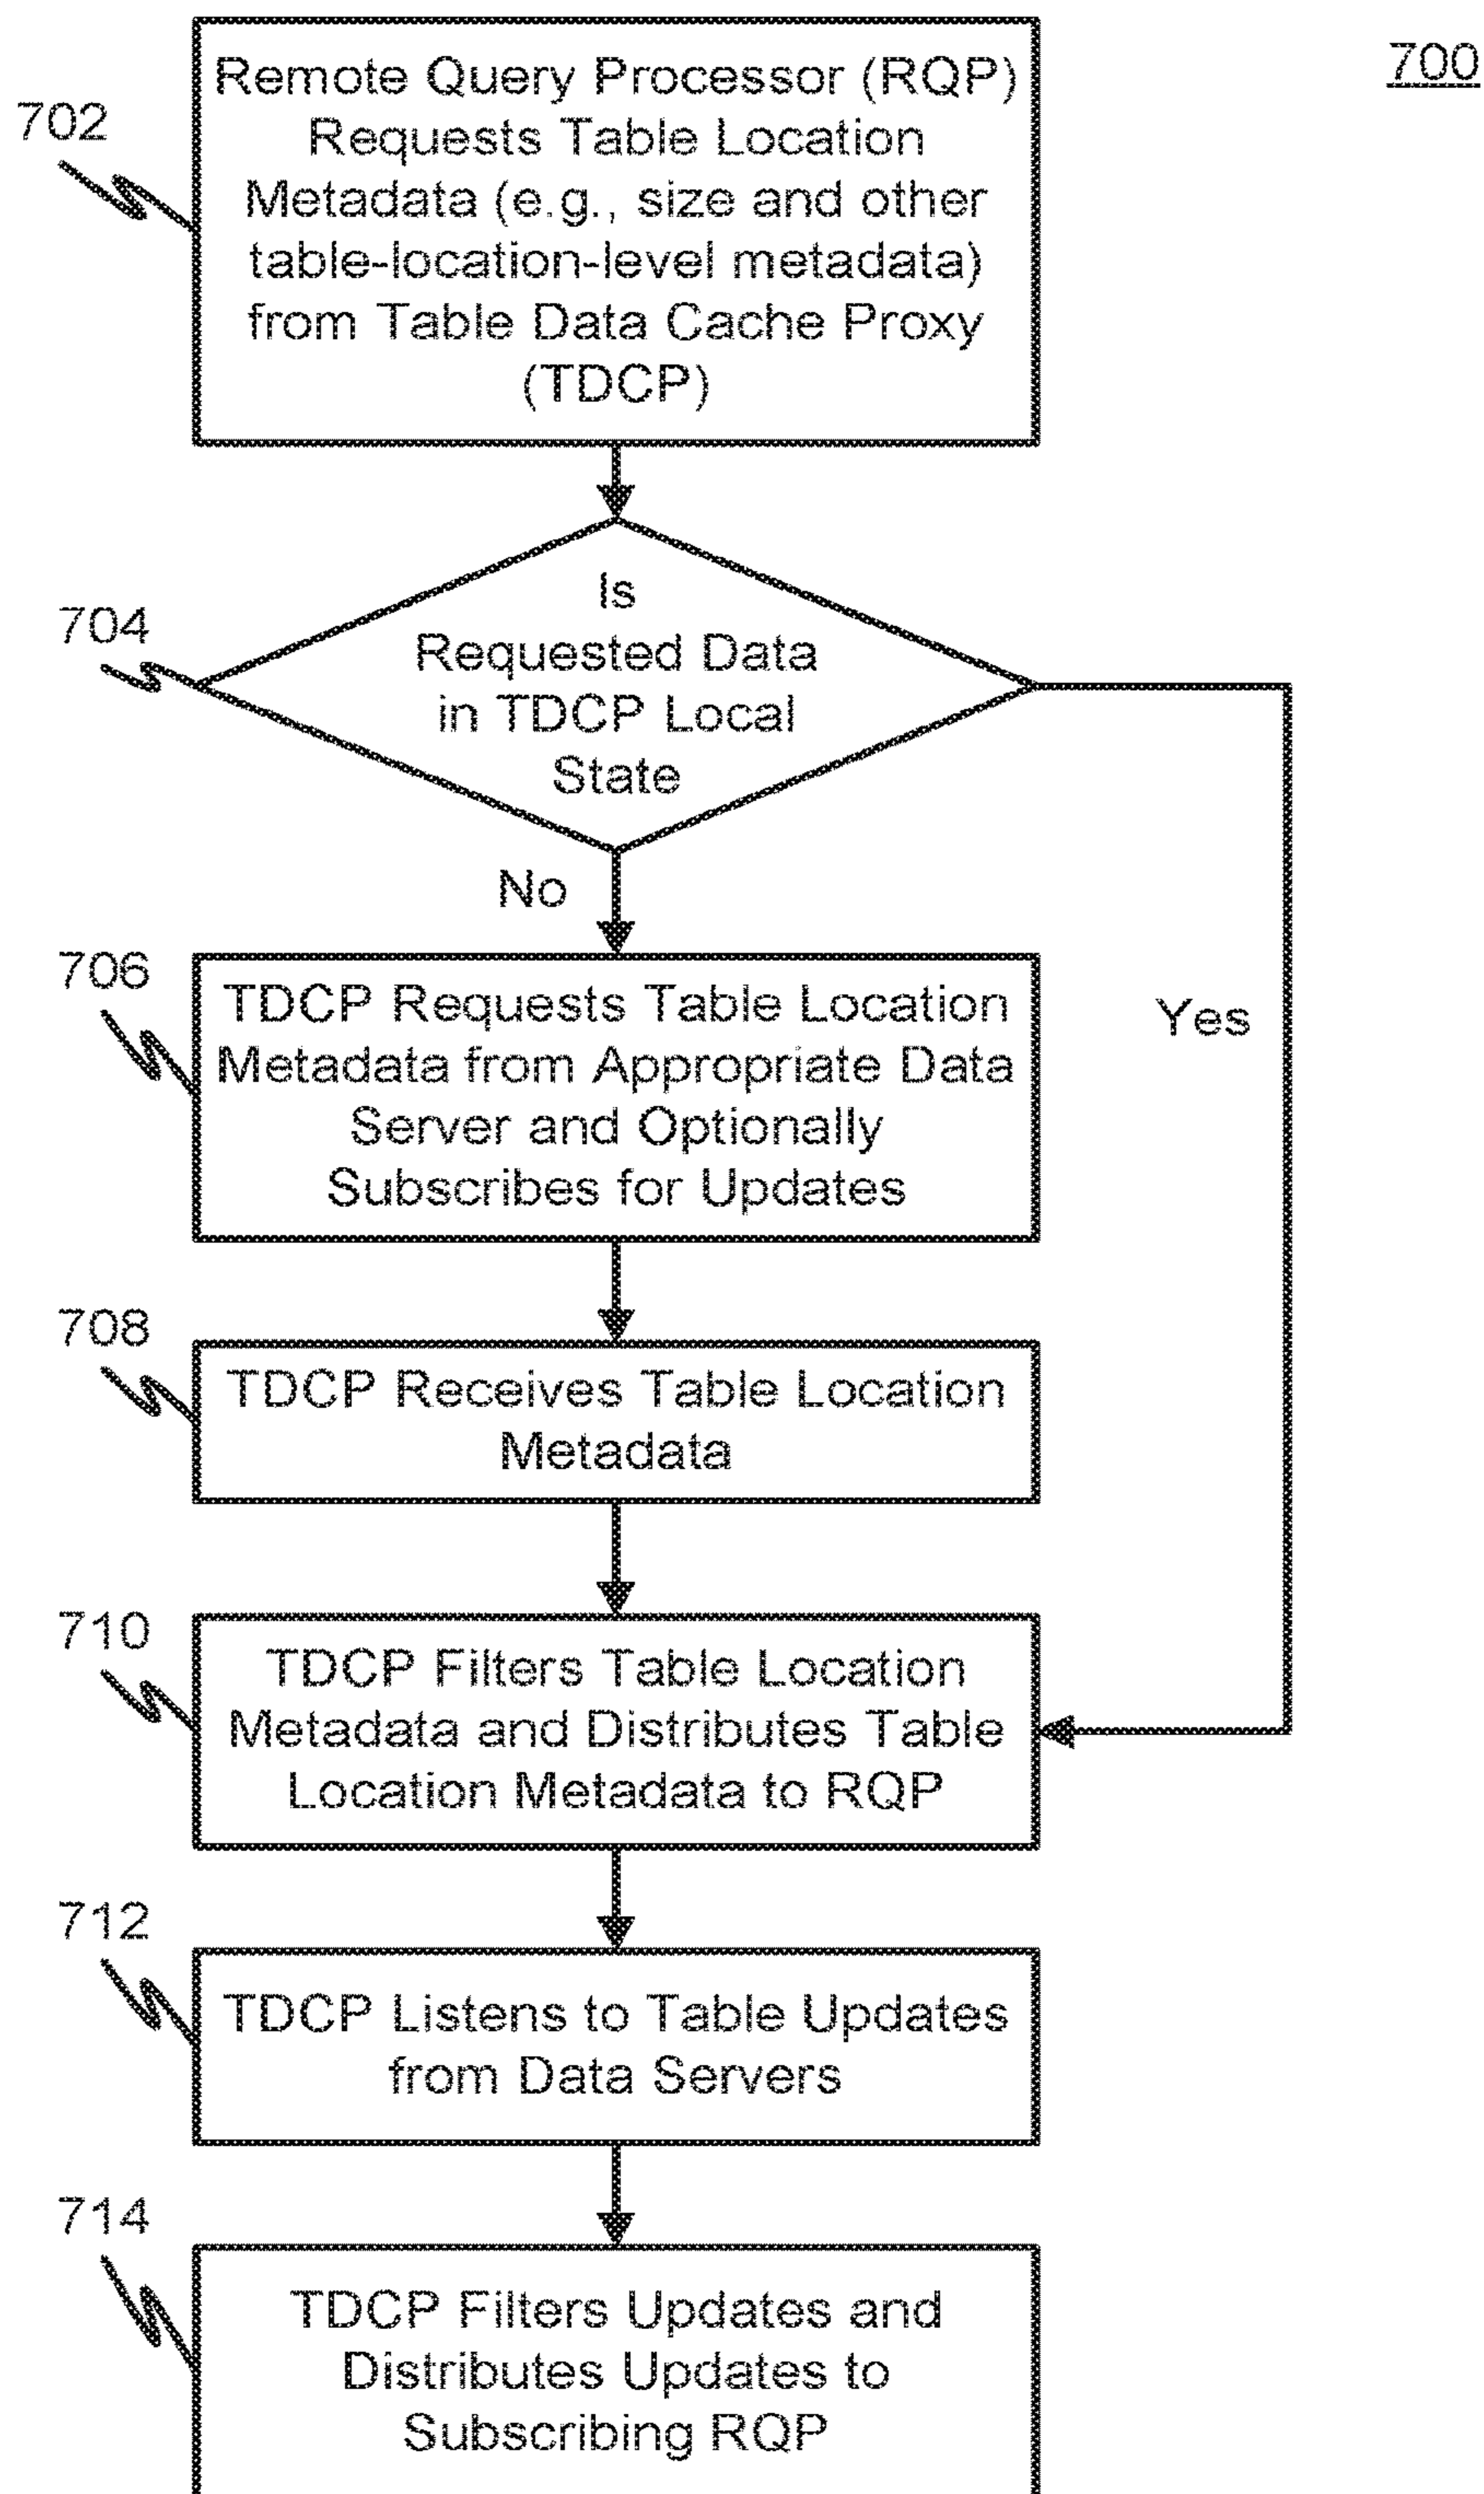 700
702
Remote Query Processor (RQP)
Requests Table Location
Metadata (e.g., size and other
table-location-level metadata)
from Table Data Cache Proxy
(TDCP)
704
Is
Requested Data
in TDCP Local
State
No
Yes
706
TDCP Requests Table Location
Metadata from Appropriate Data
Server and Optionally
Subscribes for Updates
708
TDCP Receives Table Location
Metadata
710
TDCP Filters Table Location
Metadata and Distributes Table
Location Metadata to RQP
712
TDCP Listens to Table Updates
from Data Servers
714
TDCP Filters Updates and
Distributes Updates to
Subscribing RQP